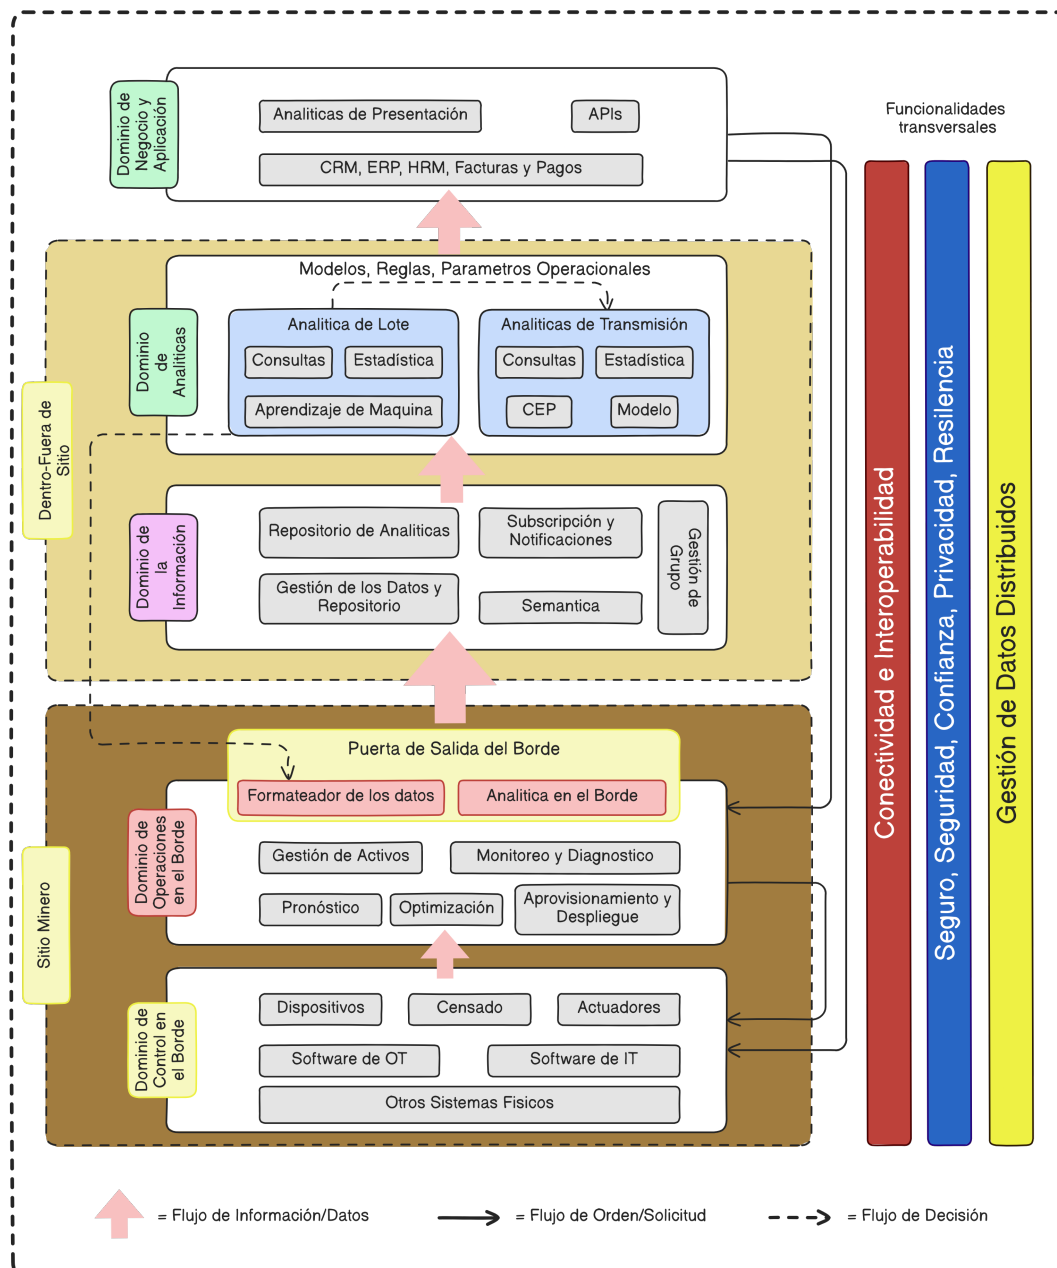 Funcionalidades
transversales
Dominio de
Negocio y
Aplicación
Analiticas de Presentación
APIs
CRM, ERP, HRM, Facturas y Pagos
Dentro-Fuera de
Sitio
Dominio
de
Analiticas
Modelos, Reglas, Parametros Operacionales
Analitica de Lote
Consultas
Estadística
Aprendizaje de Maquina
Analiticas de Transmisión
Consultas
Estadística
CEP
Modelo
Dominio de
la
Información
Repositorio de Analiticas
Subscripción y
Notificaciones
Gestión de
Grupo
Gestión de los Datos y
Repositorio
Semantica
Sitio Minero
Puerta de Salida del Borde
Formateador de los datos
Analitica en el Borde
Dominio de
Operaciones
en el Borde
Gestión de Activos
Monitoreo y Diagnostico
Pronóstico
Optimización
Aprovisionamiento y
Despliegue
Dominio de
Control en
el Borde
Dispositivos
Censado
Actuadores
Software de OT
Software de IT
Otros Sistemas Fisicos
Conectividad e Interoperabilidad
Seguro, Seguridad, Confianza, Privacidad, Resilencia
Gestión de Datos Distribuidos
= Flujo de Información/Datos
= Flujo de Orden/Solicitud
= Flujo de Decisión